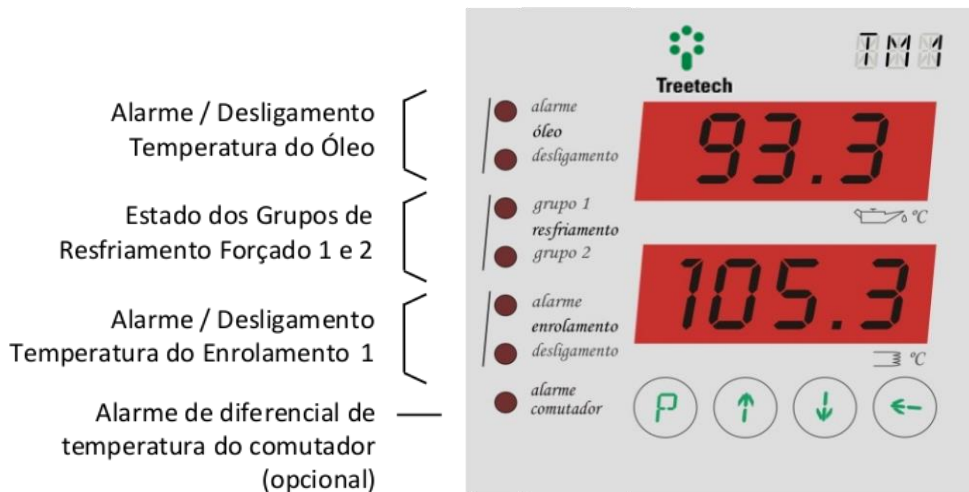 Treetech
TM1
Alarme / Desligamento
Temperatura do Óleo
alarme
óleo
desligamento
93.3
ºC
Estado dos Grupos de
Resfriamento Forçado 1 e 2
grupo 1
resfriamento
grupo 2
105.3
ºC
Alarme / Desligamento
Temperatura do Enrolamento 1
alarme
enrolamento
desligamento
Alarme de diferencial de
temperatura do comutador
(opcional)
alarme
comutador
P